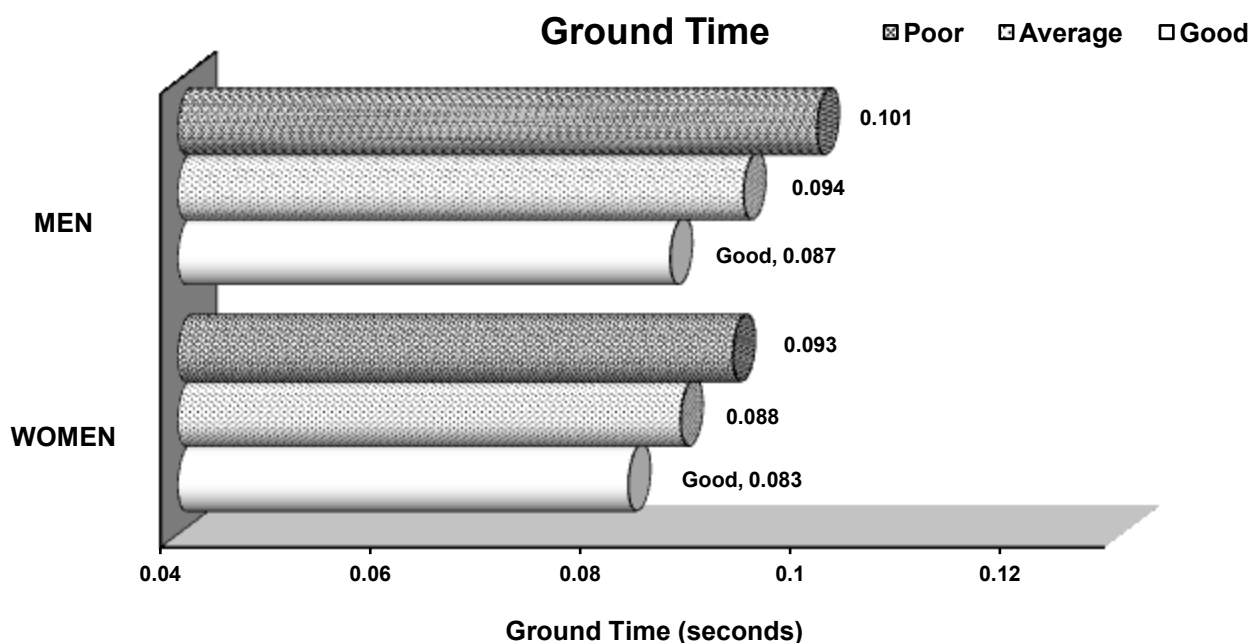 Ground Time
Poor Average Good
0.101
0.094
MEN
Good, 0.087
0.093
0.088
WOMEN
Good, 0.083
0.04 0.06 0.08 0.1 0.12
Ground Time (seconds)